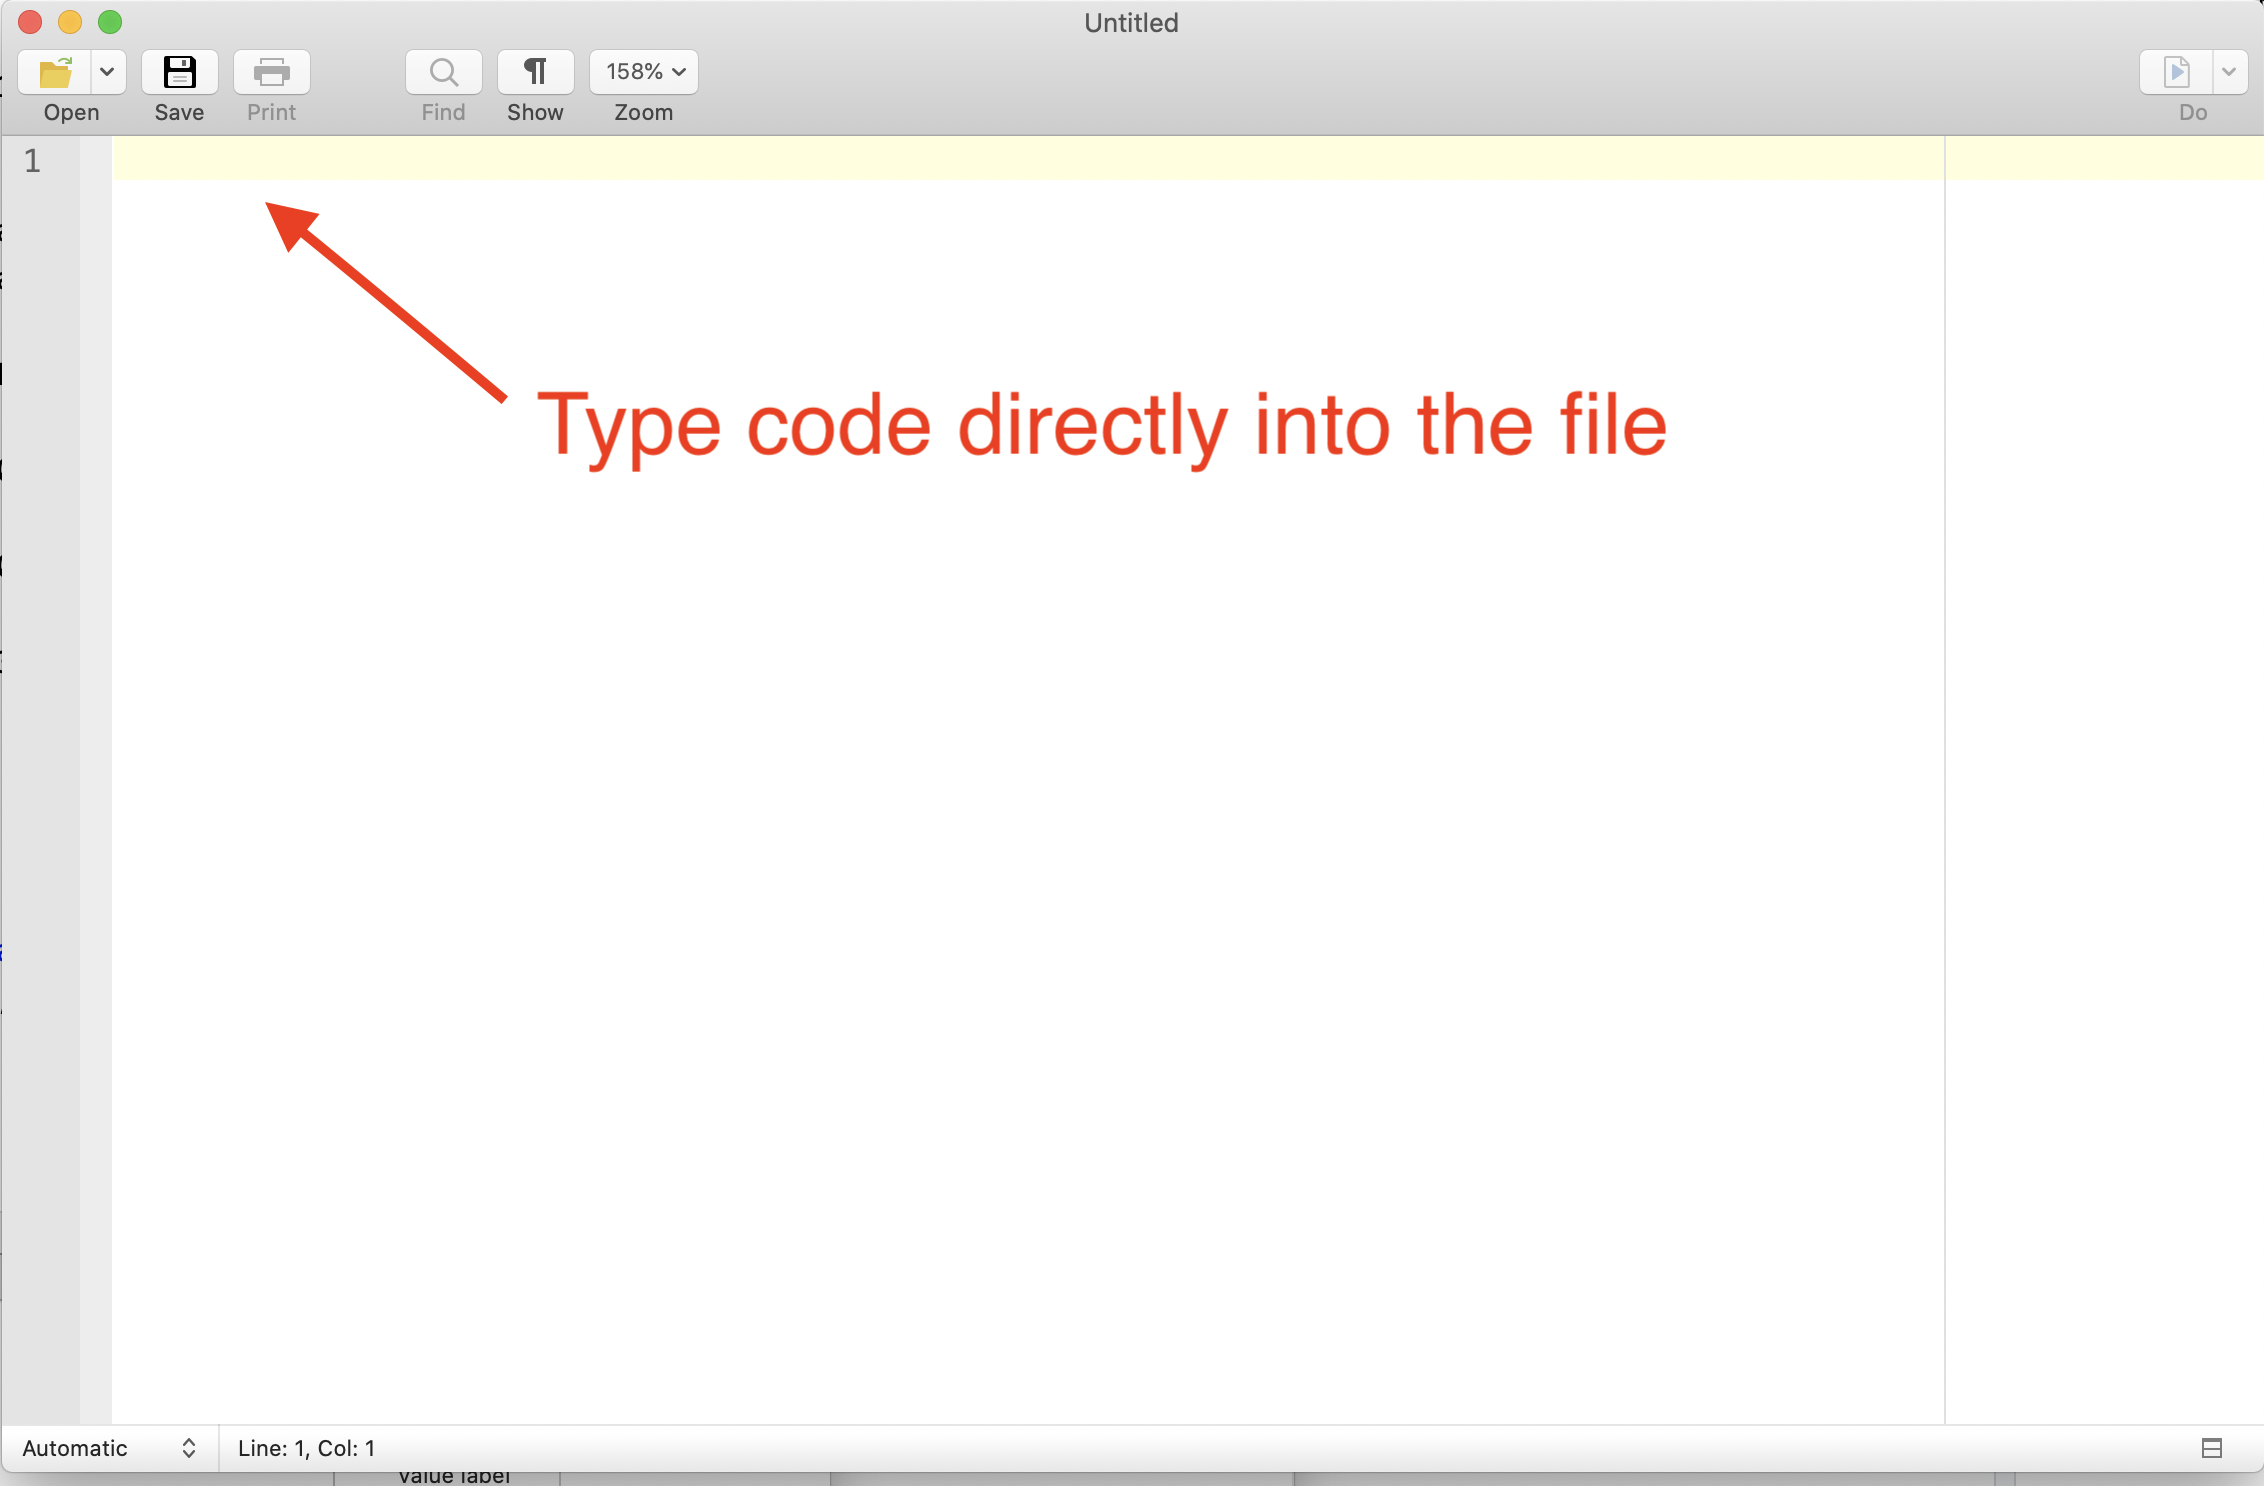 Untitled
158%
Open Save Print Find Show Zoom Do
1
Type code directly into the file
Automatic Line: 1, Col: 1
Value label